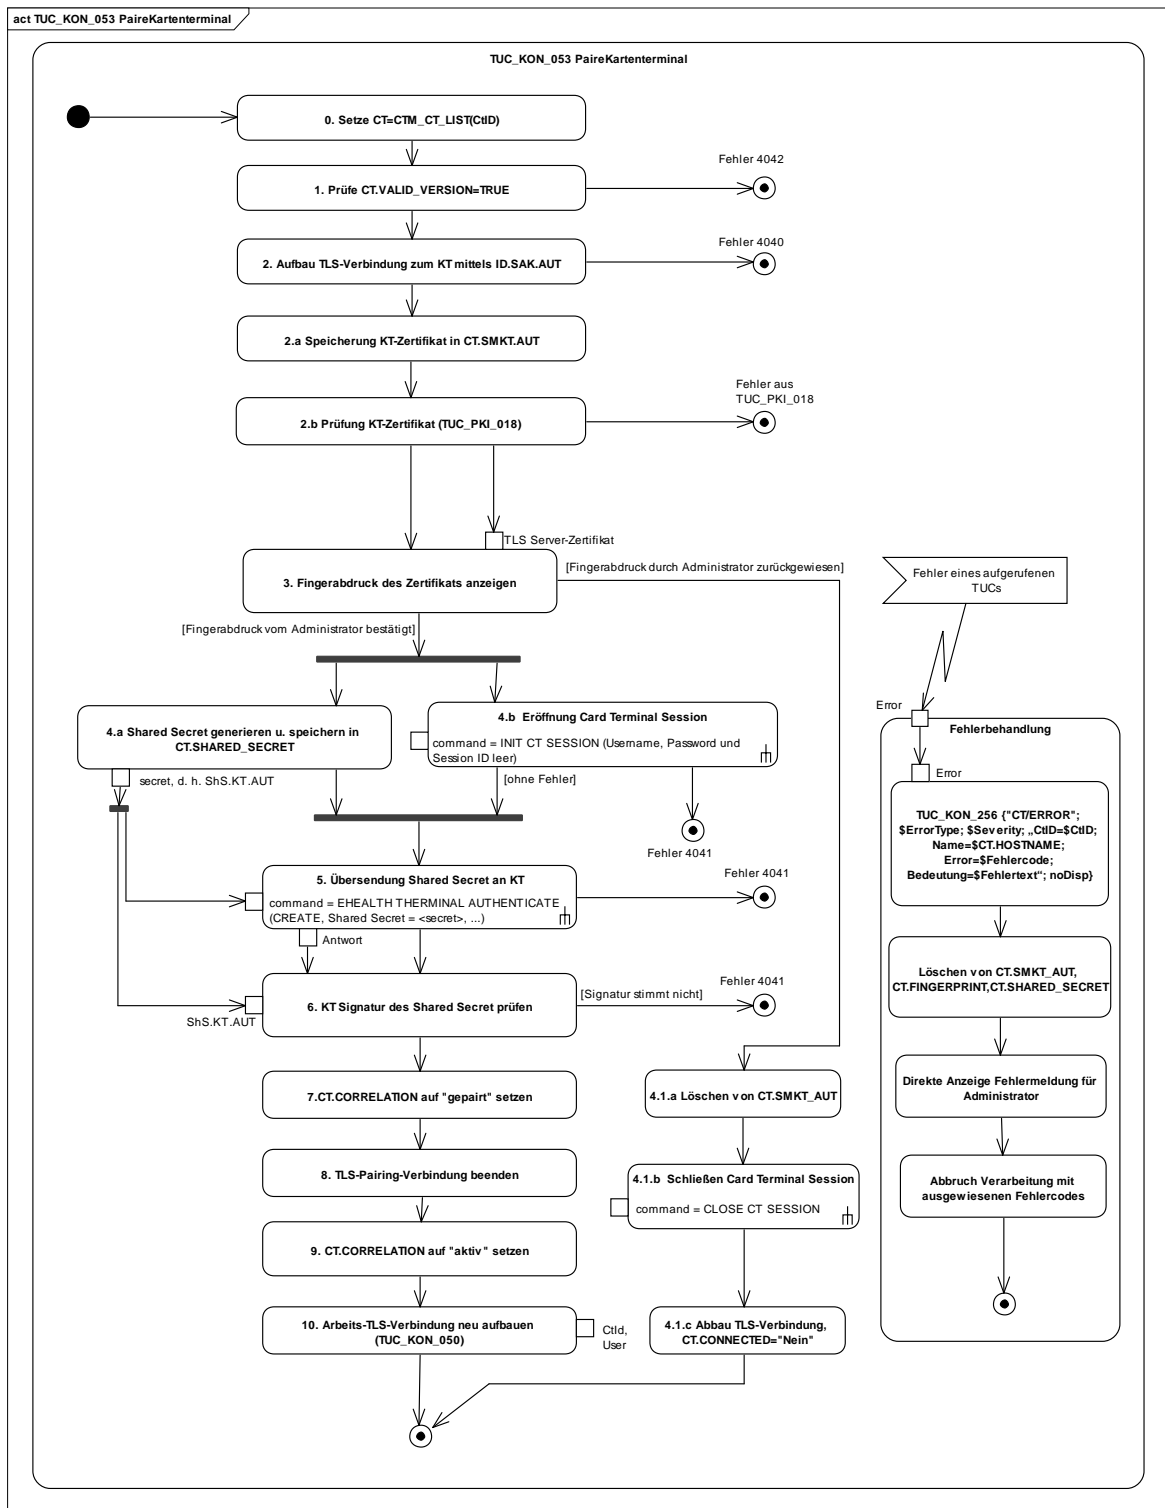 act TUC_KON_053 PaireKartenterminal
TUC_KON_053 PaireKartenterminal
0. Setze CT=CTM_CT_LIST(CtID)
Fehler 4042
1. Prüfe CT.VALID_VERSION=TRUE
Fehler 4040
2. Aufbau TLS-Verbindung zum KT mittels ID.SAK.AUT
2.a Speicherung KT-Zertifikat in CT.SMKT.AUT
Fehler aus
TUC_PKI_018
2.b Prüfung KT-Zertifikat (TUC_PKI_018)
TLS Server-Zertifikat
3. Fingerabdruck des Zertifikats anzeigen
[Fingerabdruck durch Administrator zurückgewiesen]
[Fingerabdruck vom Administrator bestätigt]
4.a Shared Secret generieren u. speichern in
CT.SHARED_SECRET
secret, d. h. ShS.KT.AUT
4.b Eröffnung Card Terminal Session
command = INIT CT SESSION (Username, Password und
Session ID leer)
[ohne Fehler]
Fehler 4041
5. Übersendung Shared Secret an KT
command = EHEALTH THERMINAL AUTHENTICATE
(CREATE, Shared Secret = <secret>, ...)
Fehler 4041
Antwort
6. KT Signatur des Shared Secret prüfen
[Signatur stimmt nicht]
Fehler 4041
ShS.KT.AUT
7.CT.CORRELATION auf "gepairt" setzen
8. TLS-Pairing-Verbindung beenden
9. CT.CORRELATION auf "aktiv" setzen
10. Arbeits-TLS-Verbindung neu aufbauen
(TUC_KON_050)
CtId,
User
4.1.a Löschen von CT.SMKT_AUT
4.1.b Schließen Card Terminal Session
command = CLOSE CT SESSION
4.1.c Abbau TLS-Verbindung,
CT.CONNECTED="Nein"
Fehler eines aufgerufenen
TUCs
Error
Fehlerbehandlung
Error
TUC_KON_256 {"CT/ERROR";
$ErrorType; $Severity; „CtID=$CtID;
Name=$CT.HOSTNAME;
Error=$Fehlercode;
Bedeutung=$Fehlertext“; noDisp}
Löschen von CT.SMKT_AUT,
CT.FINGERPRINT,CT.SHARED_SECRET
Direkte Anzeige Fehlermeldung für
Administrator
Abbruch Verarbeitung mit
ausgewiesenen Fehlercodes